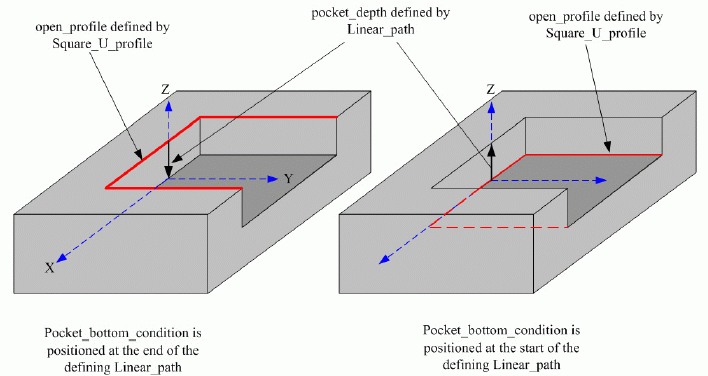 open_profile defined by
Square_U_profile
pocket_depth defined by
Linear_path
open_profile defined by
Square_U_profile
Z
Y
X
Z
Pocket_bottom_condition is
positioned at the end of the
defining Linear_path
Pocket_bottom_condition is
positioned at the start of the
defining Linear_path